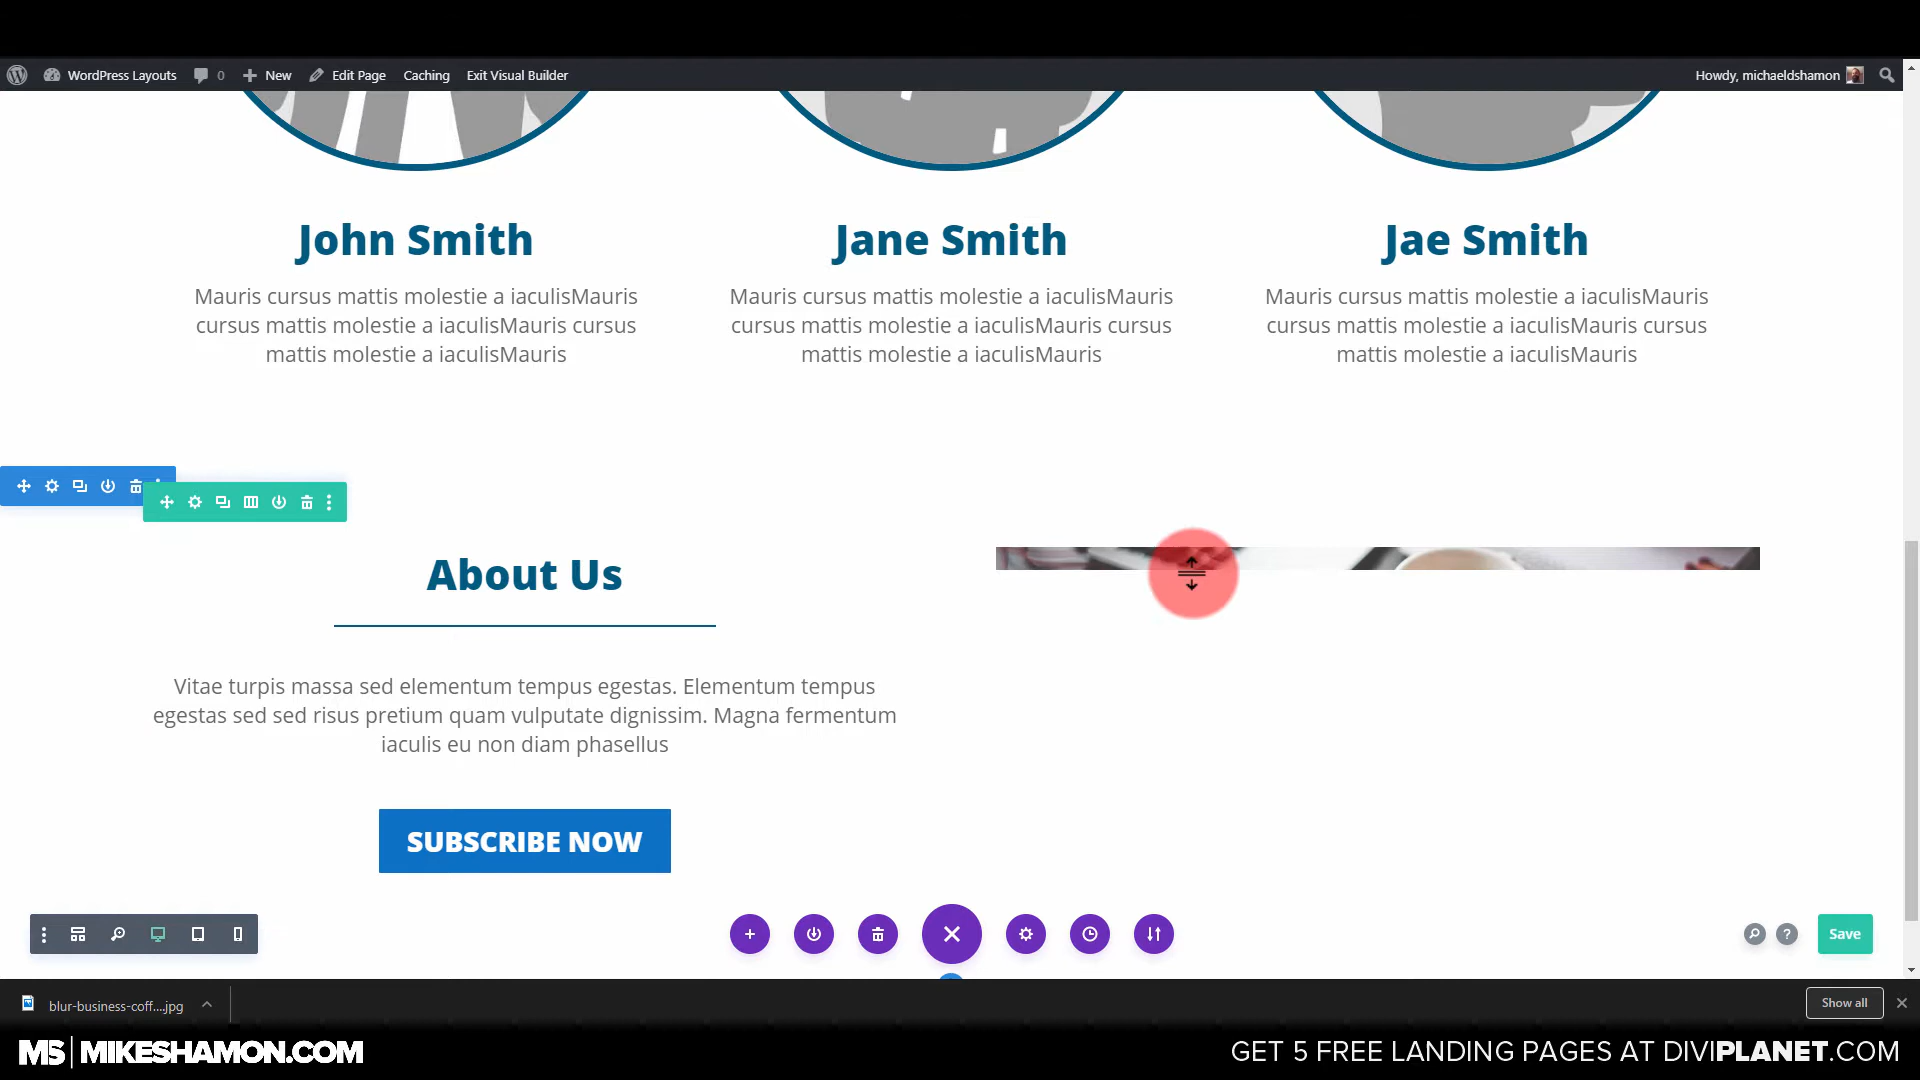 WordPress Layouts 0 New Edit Page Caching Exit Visual Builder Howdy, michaeldshamon
John Smith
Mauris cursus mattis molestie a iaculisMauris
cursus mattis molestie a iaculisMauris cursus
mattis molestie a iaculisMauris
Jane Smith
Mauris cursus mattis molestie a iaculisMauris
cursus mattis molestie a iaculisMauris cursus
mattis molestie a iaculisMauris
Jae Smith
Mauris cursus mattis molestie a iaculisMauris
cursus mattis molestie a iaculisMauris cursus
mattis molestie a iaculisMauris
About Us
Vitae turpis massa sed elementum tempus egestas. Elementum tempus
egestas sed sed risus pretium quam vulputate dignissim. Magna fermentum
iaculis eu non diam phasellus
SUBSCRIBE NOW
? Save
blur-business-coff....jpg
Show all
MS | MIKESHAMON.COM
GET 5 FREE LANDING PAGES AT DIVIPLANET.COM